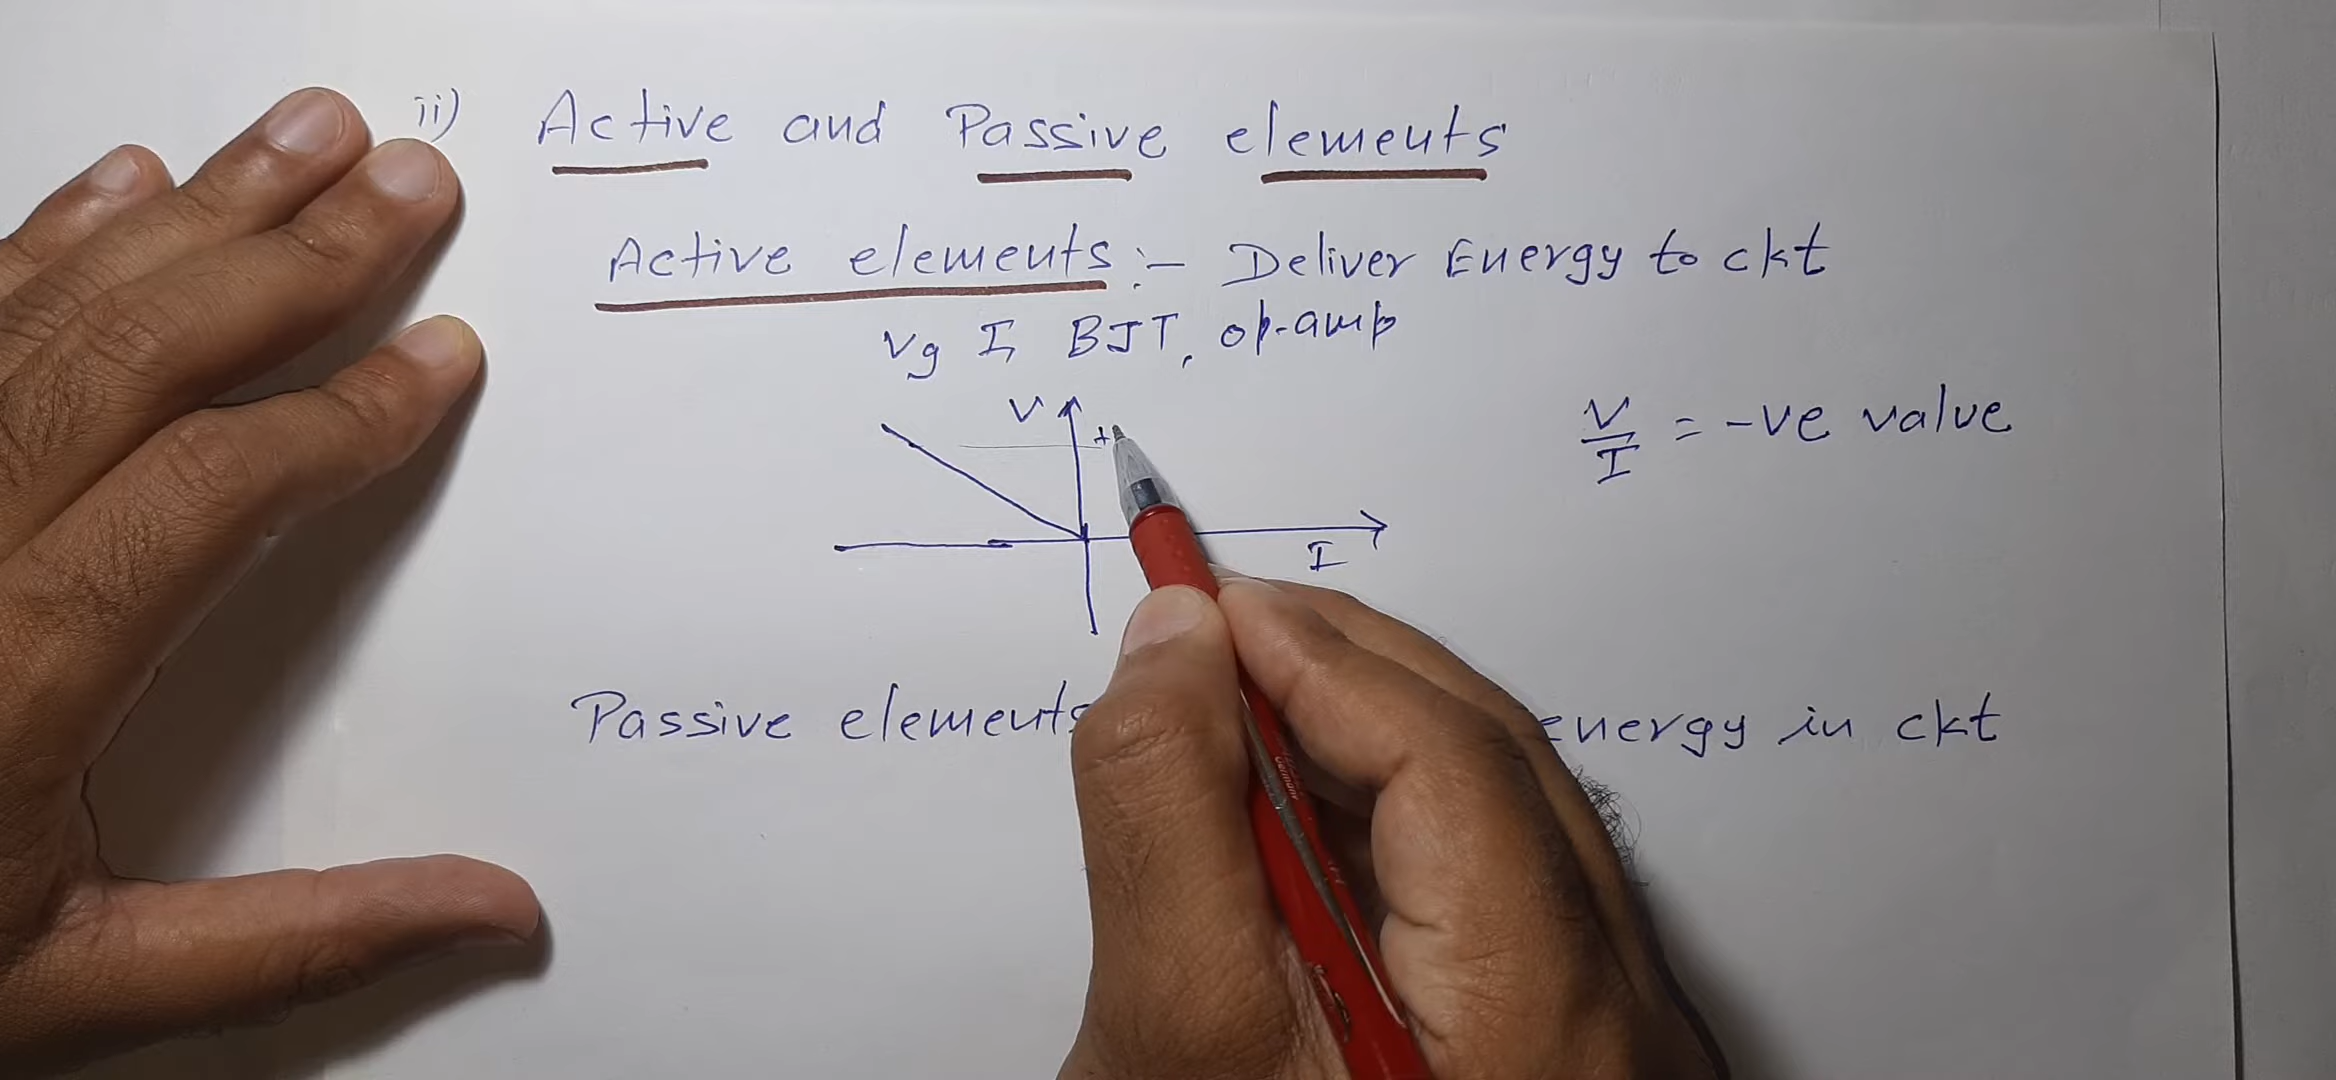 ii) Active and Passive elements
Active elements :- Deliver Energy to ckt
Vg I, BJT, op-amp
V
+
V/I = -ve value
I
Passive elements energy in ckt
Germany